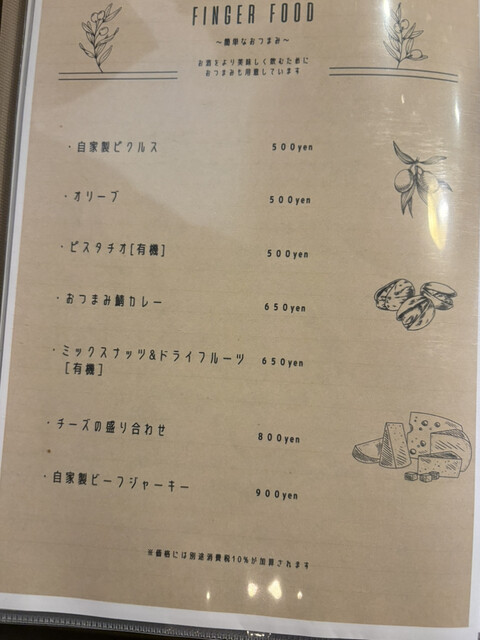 FINGER FOOD
～簡単なおつまみ～
お酒をより美味しく飲むために
おつまみも用意しています
・自家製ピクルス 500yen
・オリーブ 500yen
・ピスタチオ[有機] 500yen
・おつまみ鯖カレー 650yen
・ミックスナッツ&ドライフルーツ 650yen
[有機]
・チーズの盛り合わせ 800yen
・自家製ビーフジャーキー 900yen
※価格には別途消費税10%が加算されます